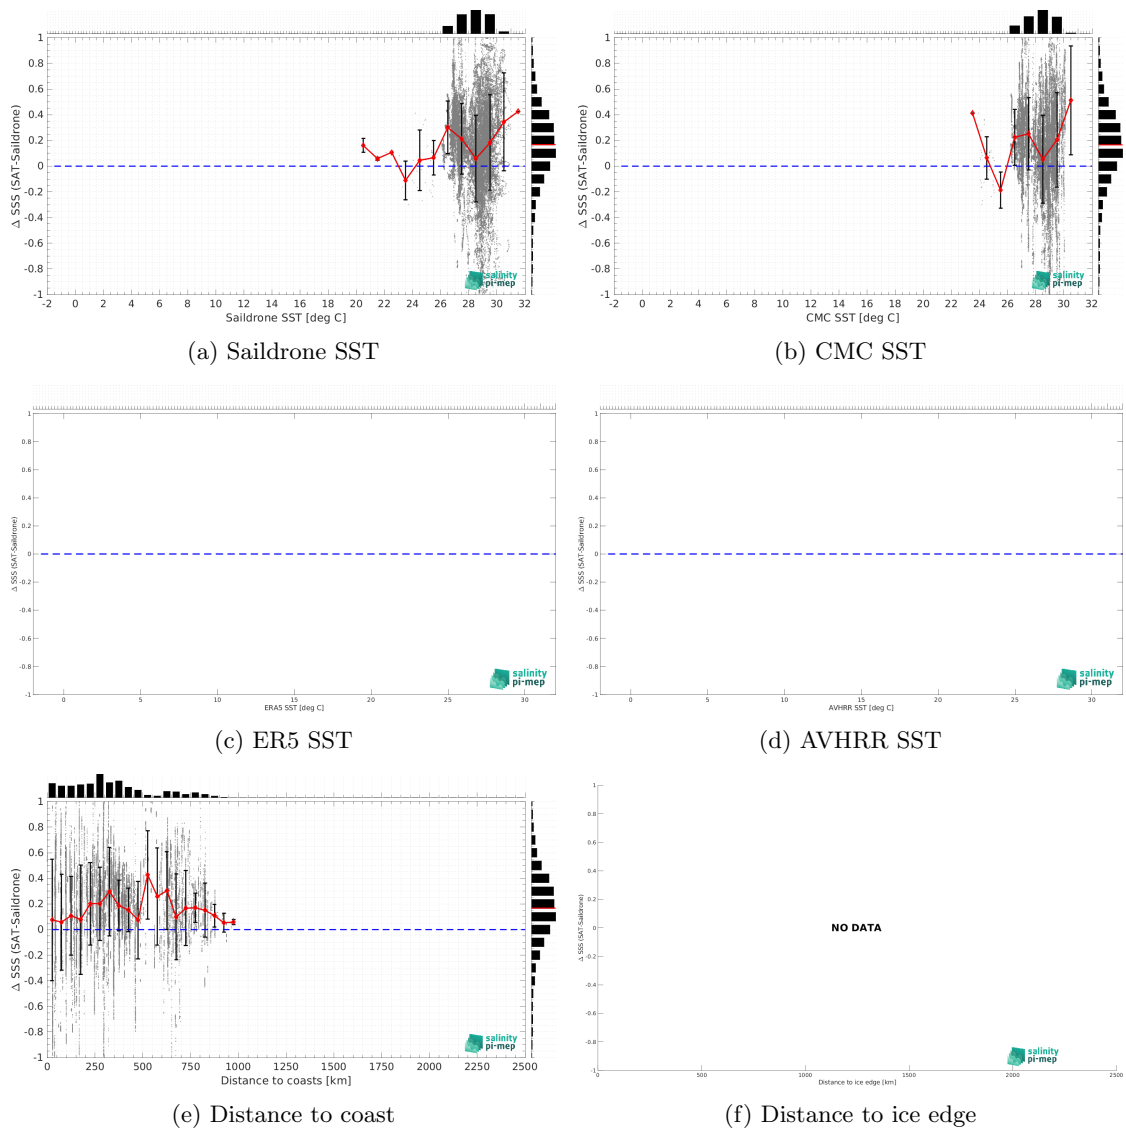 1
0.8
0.6
0.4
0.2
0
-0.2
-0.4
-0.6
-0.8
-1
Δ SSS (SAT-Saildrone)
-2 0 2 4 6 8 10 12 14 16 18 20 22 24 26 28 30 32
Saildrone SST [deg C]
salinity
pi-mep
(a) Saildrone SST
1
0.8
0.6
0.4
0.2
0
-0.2
-0.4
-0.6
-0.8
-1
Δ SSS (SAT-Saildrone)
-2 0 2 4 6 8 10 12 14 16 18 20 22 24 26 28 30 32
CMC SST [deg C]
salinity
pi-mep
(b) CMC SST
1
0.8
0.6
0.4
0.2
0
-0.2
-0.4
-0.6
-0.8
-1
Δ SSS (SAT-Saildrone)
0 5 10 15 20 25 30
ERA5 SST [deg C]
salinity
pi-mep
(c) ER5 SST
1
0.8
0.6
0.4
0.2
0
-0.2
-0.4
-0.6
-0.8
-1
Δ SSS (SAT-Saildrone)
0 5 10 15 20 25 30
AVHRR SST [deg C]
salinity
pi-mep
(d) AVHRR SST
1
0.8
0.6
0.4
0.2
0
-0.2
-0.4
-0.6
-0.8
-1
Δ SSS (SAT-Saildrone)
0 250 500 750 1000 1250 1500 1750 2000 2250 2500
Distance to coasts [km]
salinity
pi-mep
(e) Distance to coast
1
0.8
0.6
0.4
0.2
0
-0.2
-0.4
-0.6
-0.8
-1
Δ SSS (SAT-Saildrone)
NO DATA
0 500 1000 1500 2000 2500
Distance to ice edge [km]
salinity
pi-mep
(f) Distance to ice edge